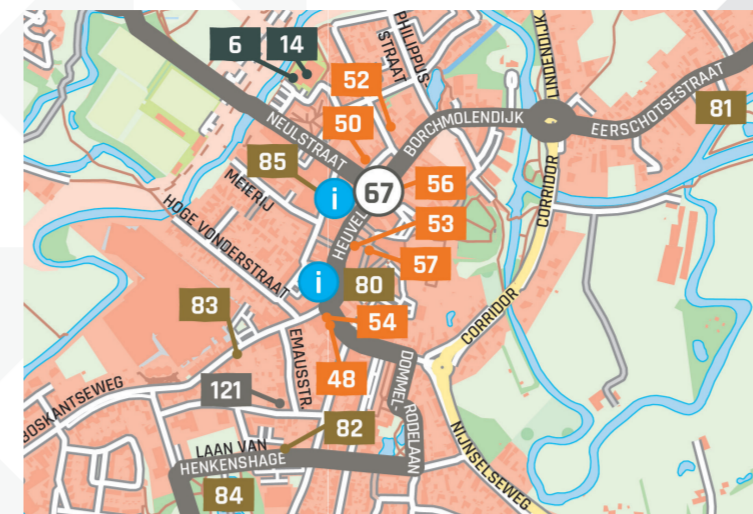 6
14
PHILIPPUS-
STRAAT
LINDENDIJK
52
50
NEULSTRAAT
BORCHMOLENDIJK
EERSCHOTSESTRAAT
81
85
MEIERIJ
i
67
56
HEUVEL
53
57
CORRIDOR
HOGE VONDERSTRAAT
i
80
83
54
48
EMAUSSTR.
CORRIDOR
DOMMEL-
RODELAAN
121
BOSKANTSEWEG
82
LAAN VAN
HENKENSHAGE
84
NIJNSELSEWEG